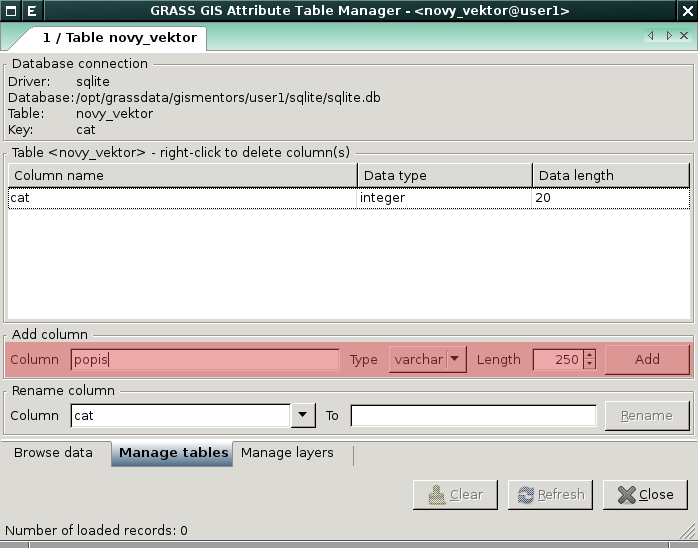 GRASS GIS Attribute Table Manager - <novy_vektor@user1>
1 / Table novy_vektor
Database connection
Driver: sqlite
Database: /opt/grassdata/gismentors/user1/sqlite/sqlite.db
Table: novy_vektor
Key: cat
Table <novy_vektor> - right-click to delete column(s)
Column name Data type Data length
cat integer 20
Add column
Column popis Type varchar Length 250 Add
Rename column
Column cat To Rename
Browse data Manage tables Manage layers
Clear Refresh Close
Number of loaded records: 0